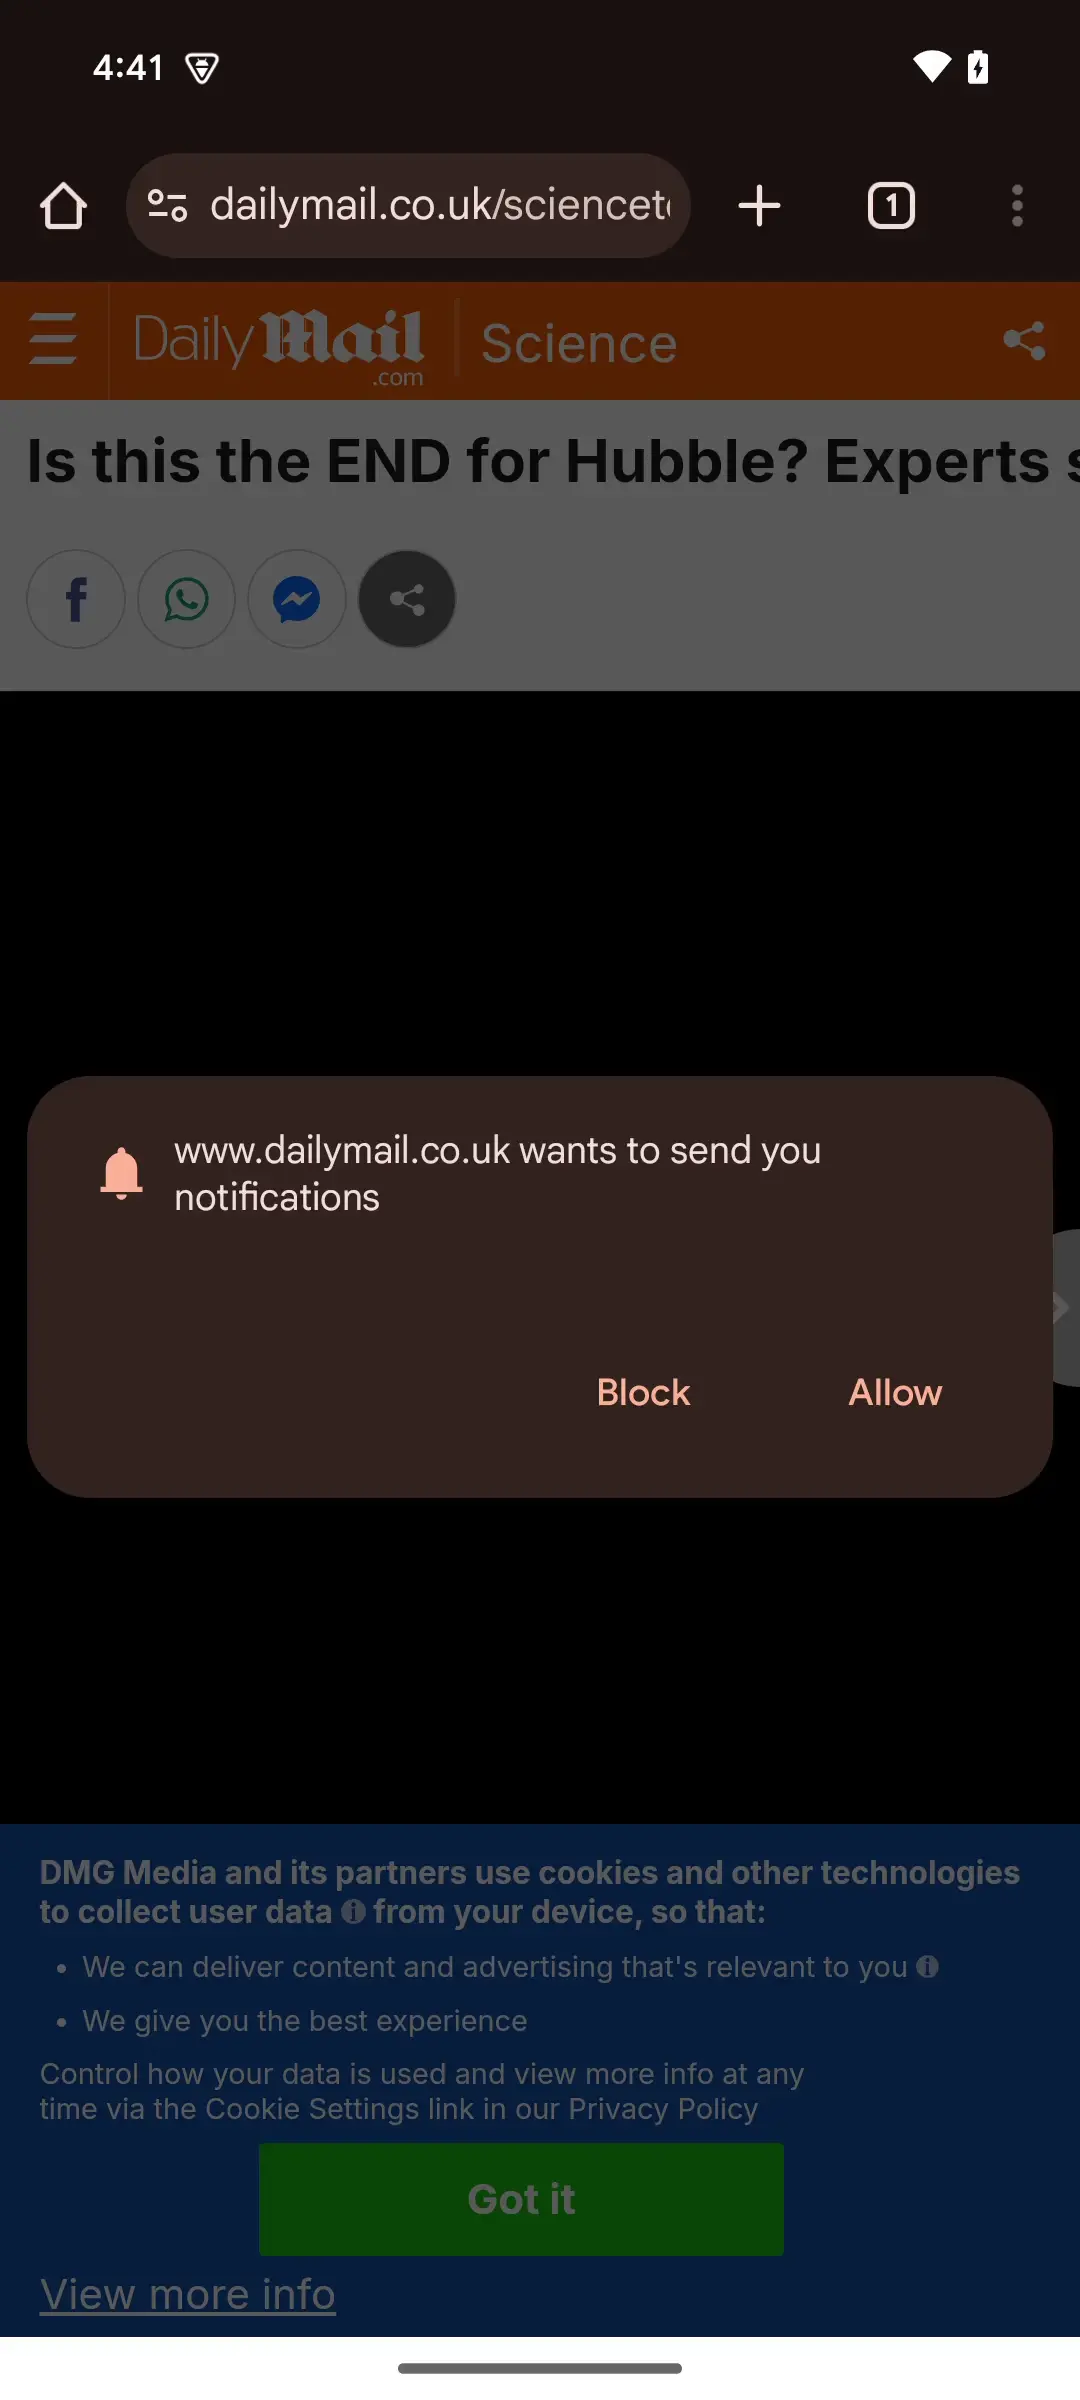 4:41
dailymail.co.uk/sciencet
1
Daily Mail
.com
Science
Is this the END for Hubble? Experts s
www.dailymail.co.uk wants to send you
notifications
Block
Allow
DMG Media and its partners use cookies and other technologies
to collect user data from your device, so that:
• We can deliver content and advertising that's relevant to you
• We give you the best experience
Control how your data is used and view more info at any
time via the Cookie Settings link in our Privacy Policy
Got it
View more info